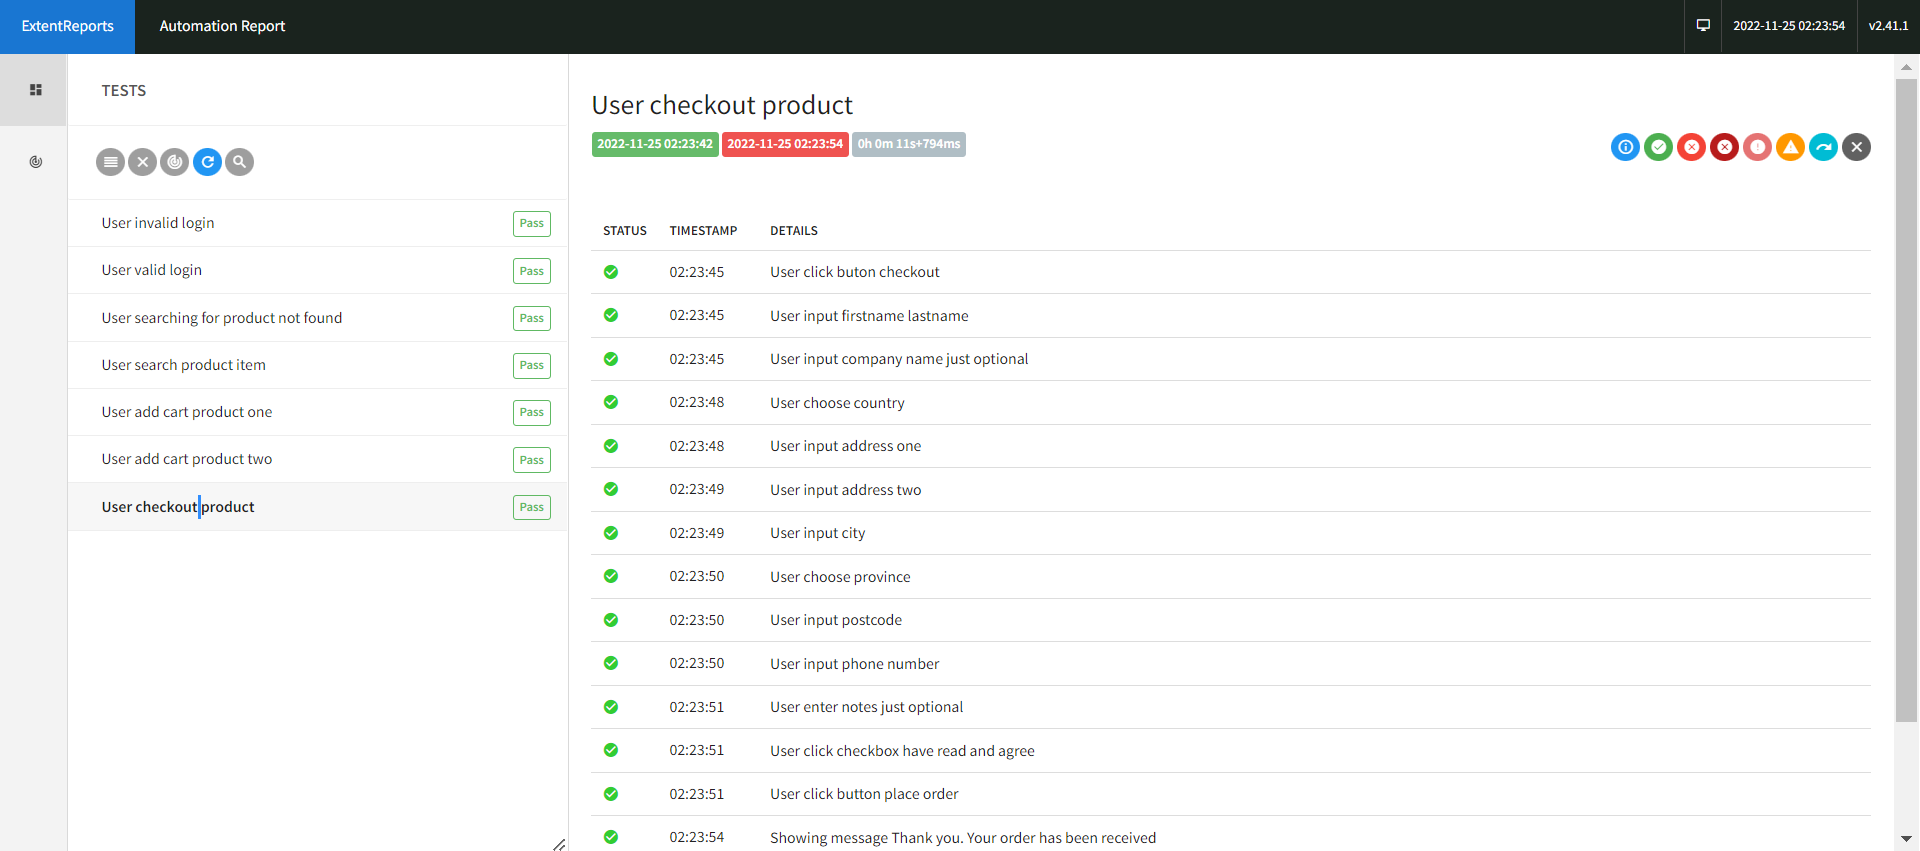 ExtentReports
Automation Report
2022-11-25 02:23:54
v2.41.1
TESTS
User invalid login Pass
User valid login Pass
User searching for product not found Pass
User search product item Pass
User add cart product one Pass
User add cart product two Pass
User checkout product Pass
User checkout product
2022-11-25 02:23:42 2022-11-25 02:23:54 0h 0m 11s+794ms
STATUS TIMESTAMP DETAILS
02:23:45 User click buton checkout
02:23:45 User input firstname lastname
02:23:45 User input company name just optional
02:23:48 User choose country
02:23:48 User input address one
02:23:49 User input address two
02:23:49 User input city
02:23:50 User choose province
02:23:50 User input postcode
02:23:50 User input phone number
02:23:51 User enter notes just optional
02:23:51 User click checkbox have read and agree
02:23:51 User click button place order
02:23:54 Showing message Thank you. Your order has been received